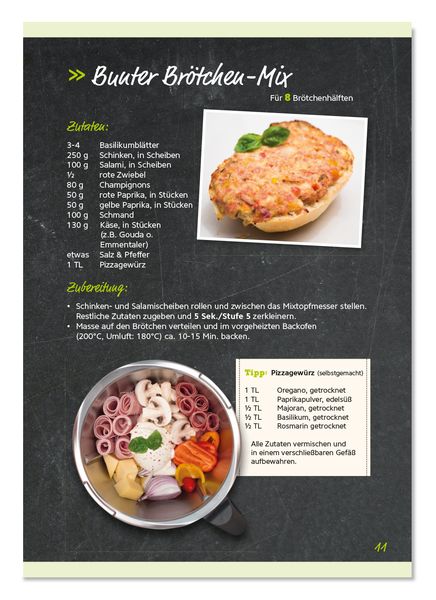 » Bunter Brötchen-Mix
Für 8 Brötchenhälften
Zutaten:
3-4 Basilikumblätter
250 g Schinken, in Scheiben
100 g Salami, in Scheiben
½ rote Zwiebel
80 g Champignons
50 g rote Paprika, in Stücken
50 g gelbe Paprika, in Stücken
100 g Schmand
130 g Käse, in Stücken
(z.B. Gouda o.
Emmentaler)
etwas Salz & Pfeffer
1 TL Pizzagewürz
Zubereitung:
• Schinken- und Salamischeiben rollen und zwischen das Mixtopfmesser stellen.
Restliche Zutaten zugeben und 5 Sek./Stufe 5 zerkleinern.
• Masse auf den Brötchen verteilen und im vorgeheizten Backofen
(200°C, Umluft: 180°C) ca. 10-15 Min. backen.
Tipp: Pizzagewürz (selbstgemacht)
1 TL Oregano, getrocknet
1 TL Paprikapulver, edelsüß
½ TL Majoran, getrocknet
½ TL Basilikum, getrocknet
½ TL Rosmarin getrocknet
Alle Zutaten vermischen und
in einem verschließbaren Gefäß
aufbewahren.
11